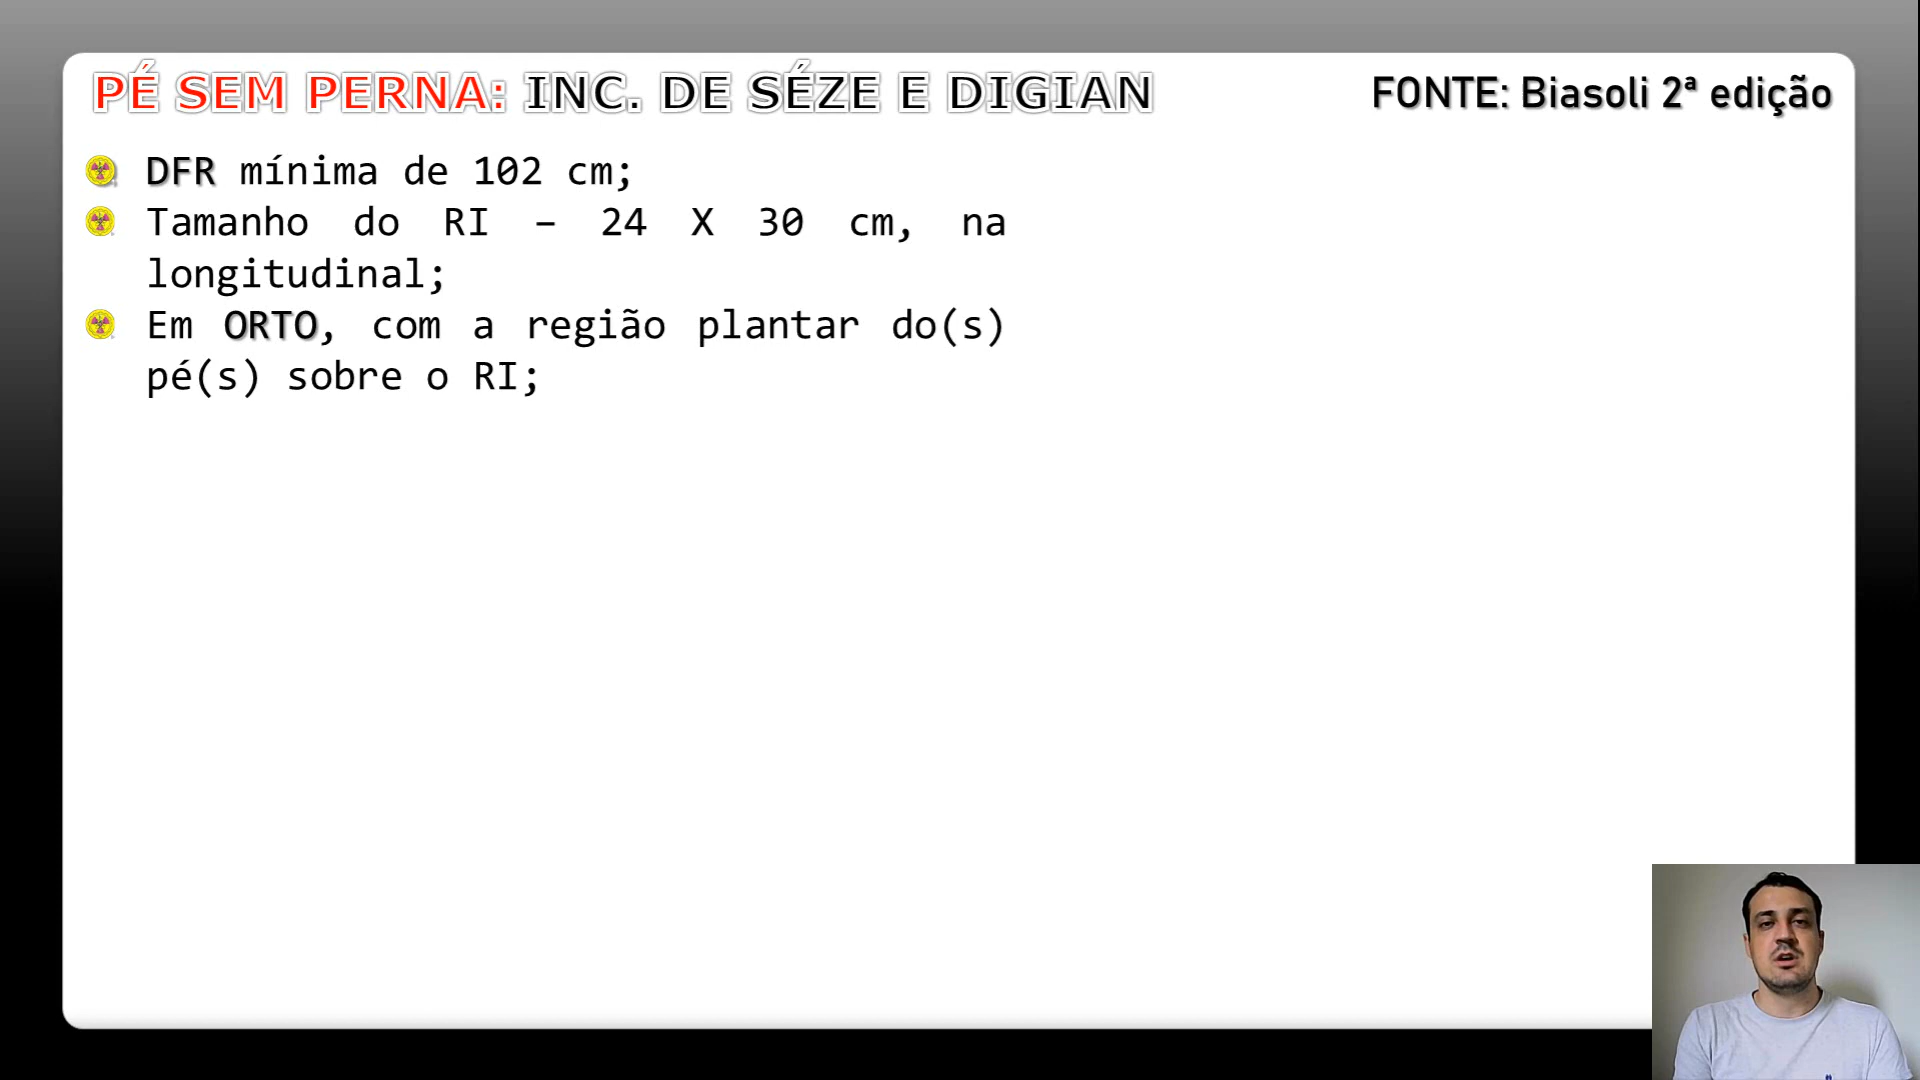 PÉ SEM PERNA: INC. DE SÉZE E DIGIAN
FONTE: Biasoli 2ª edição
DFR mínima de 102 cm;
Tamanho do RI – 24 X 30 cm, na
longitudinal;
Em ORTO, com a região plantar do(s)
pé(s) sobre o RI;